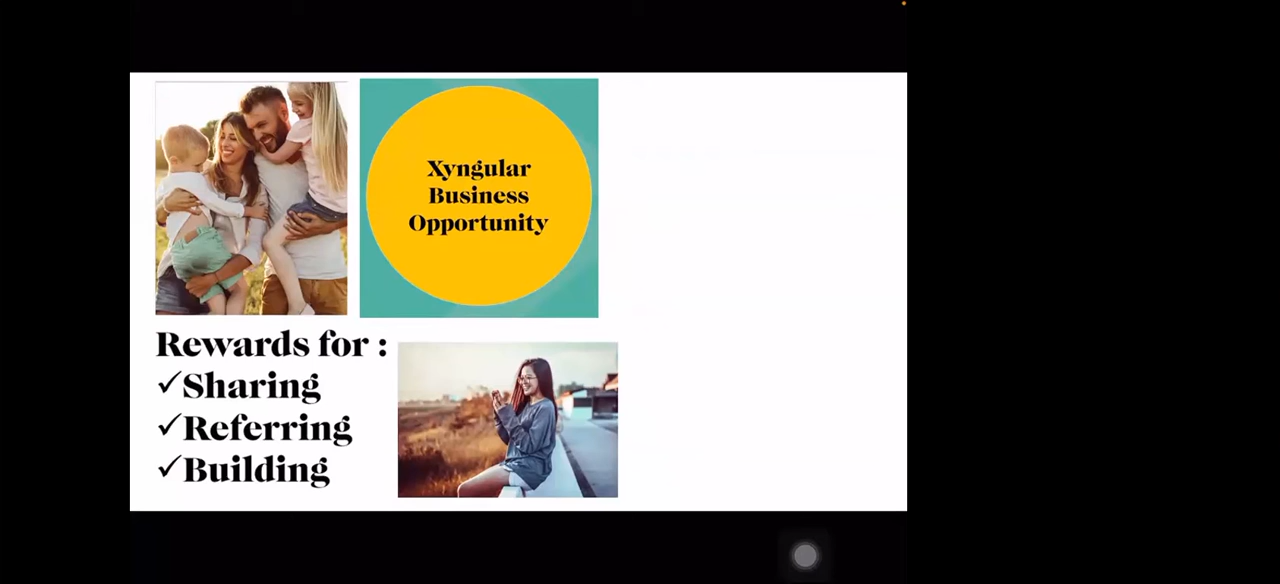 Xyngular
Business
Opportunity
Rewards for :
✓Sharing
✓Referring
✓Building